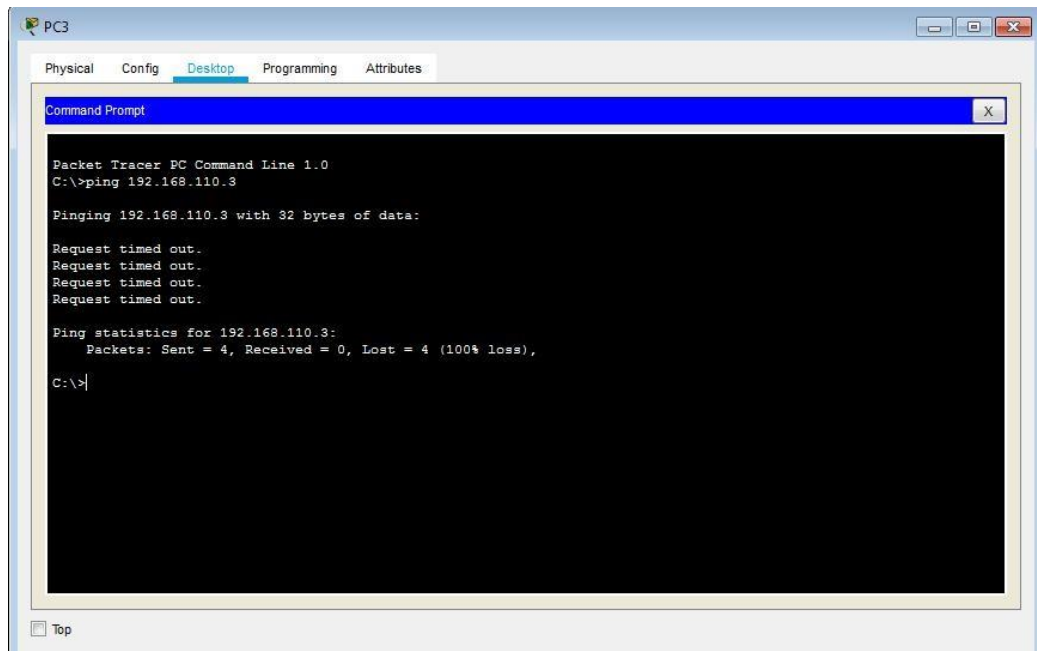 PC3
Physical Config Desktop Programming Attributes
Command Prompt
X
Packet Tracer PC Command Line 1.0
C:\>ping 192.168.110.3
Pinging 192.168.110.3 with 32 bytes of data:
Request timed out.
Request timed out.
Request timed out.
Request timed out.
Ping statistics for 192.168.110.3:
Packets: Sent = 4, Received = 0, Lost = 4 (100% loss),
C:\>
Top